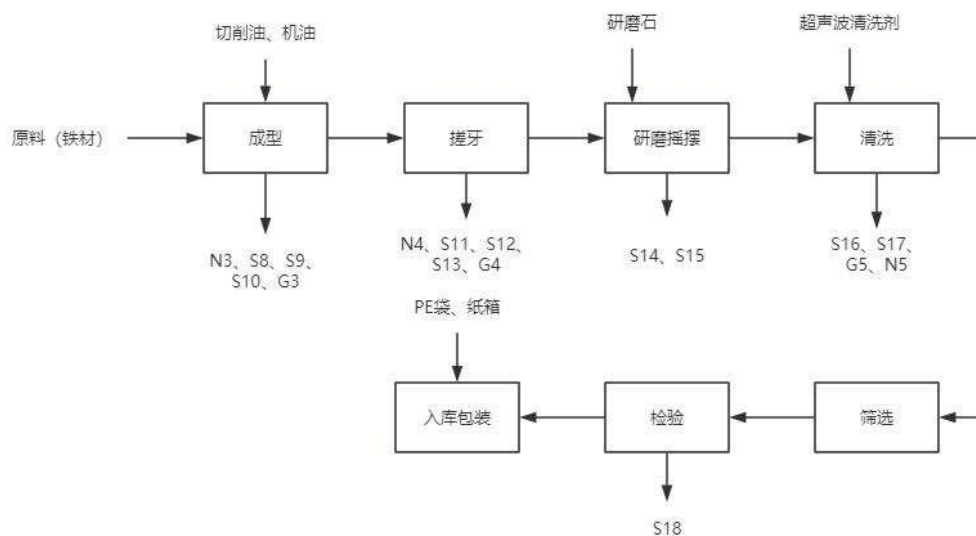 切削油、机油
研磨石
超声波清洗剂
原料（铁材）
成型
搓牙
研磨摇摆
清洗
N3、S8、S9、
S10、G3
N4、S11、S12、
S13、G4
S14、S15
S16、S17、
G5、N5
PE袋、纸箱
入库包装
检验
筛选
S18